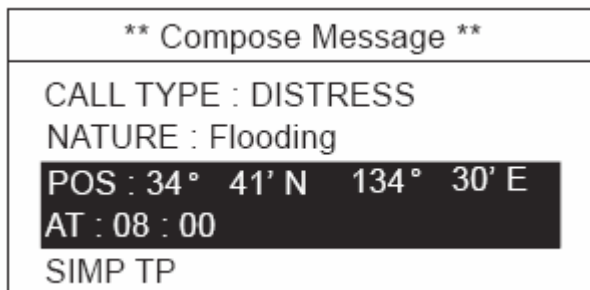 ** Compose Message **
CALL TYPE : DISTRESS
NATURE : Flooding
POS : 34° 41' N 134° 30' E
AT : 08 : 00
SIMP TP